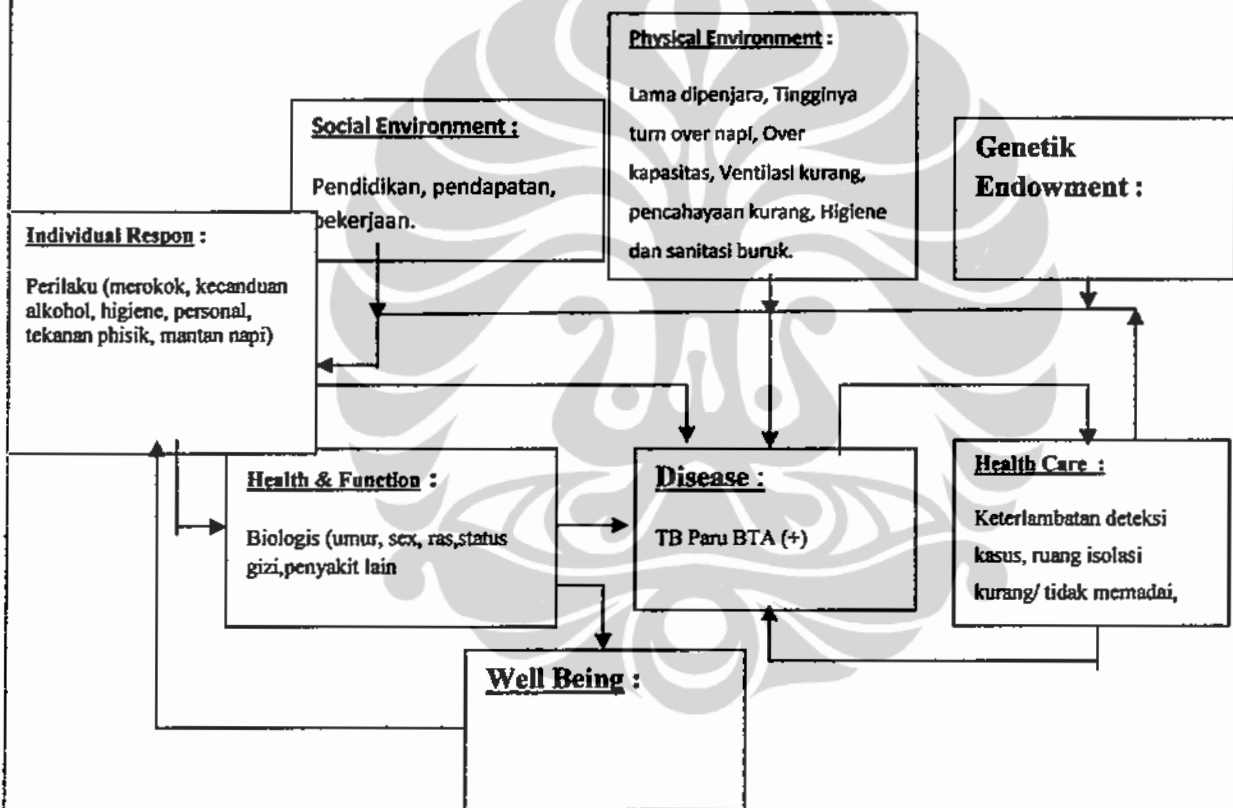 Physical Environment :
Lama dipenjara, Tingginya
turn over napi, Over
kapasitas, Ventilasi kurang,
pencahayaan kurang, Higiene
dan sanitasi buruk.
Social Environment :
Pendidikan, pendapatan,
pekerjaan.
Genetik
Endowment :
Individual Respon :
Perilaku (merokok, kecanduan
alkohol, higiene, personal,
tekanan phisik, mantan napi)
Health & Function :
Biologis (umur, sex, ras,status
gizi,penyakit lain
Disease :
TB Paru BTA (+)
Health Care :
Keterlambatan deteksi
kasus, ruang isolasi
kurang/ tidak memadai,
Well Being :